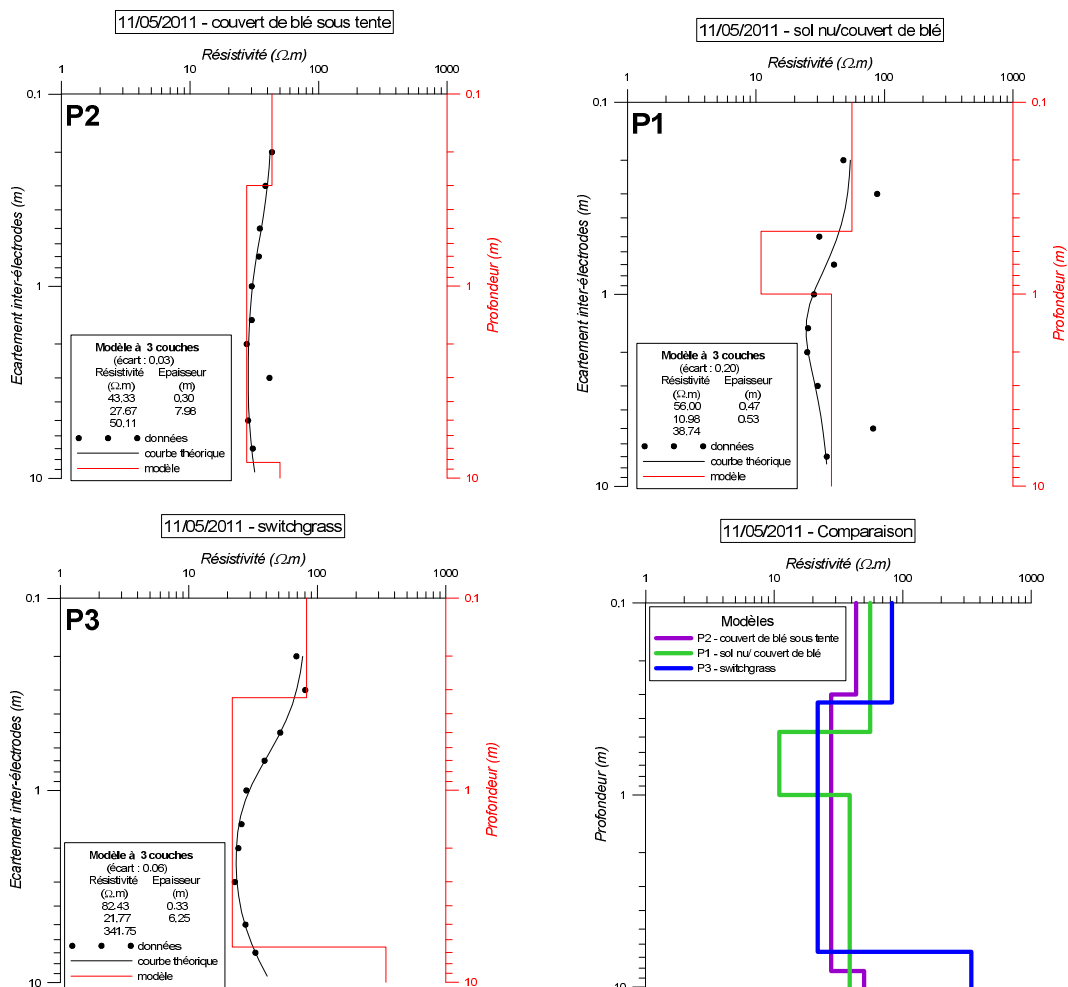 11/05/2011 - couvert de blé sous tente
Résistivité (Ω.m)
1 10 100 1000
0.1
0.1
P2
Ecartement inter-électrodes (m)
Profondeur (m)
1
1
10
10
Modèle à 3 couches
(écart : 0,03)
Résistivité Epaisseur
(Ω.m) (m)
43,33 0.30
27.67 7.98
50.11
données
courbe théorique
modèle
11/05/2011 - sol nu/couvert de blé
Résistivité (Ω.m)
1 10 100 1000
0.1
0.1
P1
Ecartement inter-électrodes (m)
Profondeur (m)
1
1
10
10
Modèle à 3 couches
(écart : 0,20)
Résistivité Epaisseur
(Ω.m) (m)
56,00 0.47
10.98 0.53
38,74
données
courbe théorique
modèle
11/05/2011 - switchgrass
Résistivité (Ω.m)
1 10 100 1000
0.1
0.1
P3
Ecartement inter-électrodes (m)
Profondeur (m)
1
1
10
10
Modèle à 3 couches
(écart : 0.06)
Résistivité Epaisseur
(Ω.m) (m)
82.43 0.33
21.77 6,25
341.75
données
courbe théorique
modèle
11/05/2011 - Comparaison
Résistivité (Ω.m)
1 10 100 1000
0.1
Modèles
P2 - couvert de blé sous tente
P1 - sol nu/ couvert de blé
P3 - switchgrass
Profondeur (m)
1
10